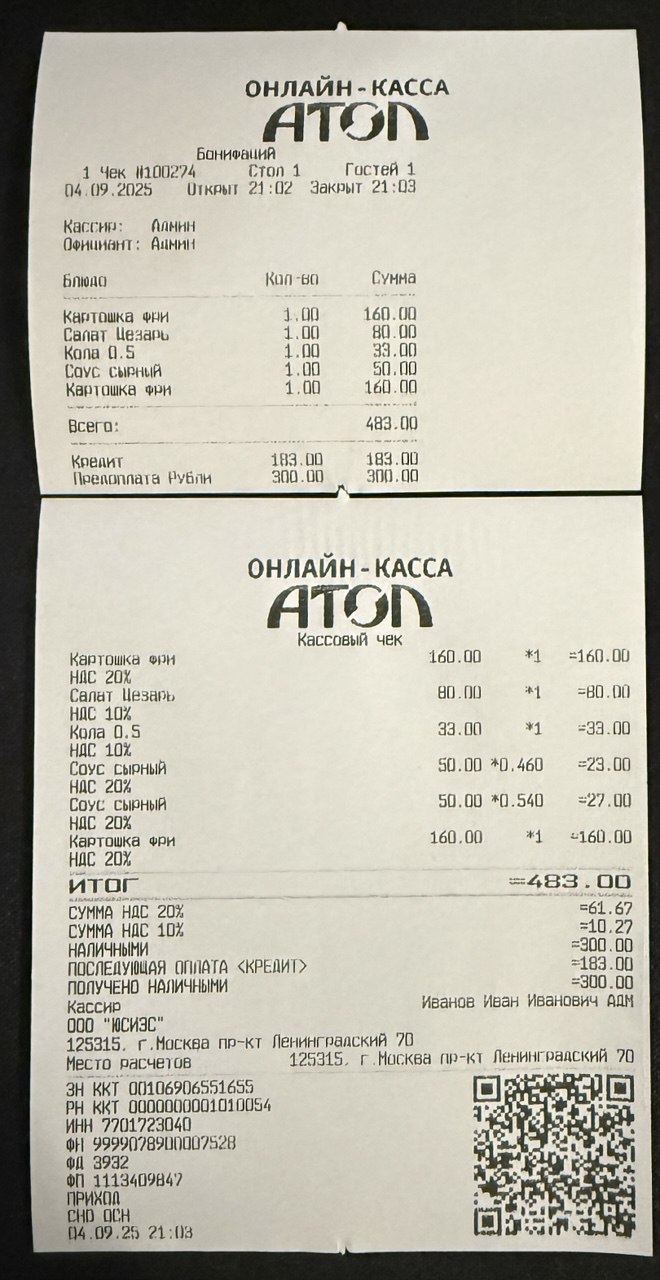 ОНЛАЙН-КАССА
АТОЛ
Бонифаций
1 Чек #100274 Стол 1 Гостей 1
04.09.2025 Открыт 21:02 Закрыт 21:03
Кассир: Админ
Официант: Админ
Блюдо Кол-во Сумма
Картошка фри 1.00 160.00
Салат Цезарь 1.00 80.00
Кола 0.5 1.00 33.00
Соус сырный 1.00 50.00
Картошка фри 1.00 160.00
Всего: 483.00
Кредит 183.00 183.00
Предоплата Рубли 300.00 300.00
ОНЛАЙН-КАССА
АТОЛ
Кассовый чек
Картошка фри 160.00 *1 =160.00
НДС 20%
Салат Цезарь 80.00 *1 =80.00
НДС 10%
Кола 0.5 33.00 *1 =33.00
НДС 10%
Соус сырный 50.00 *0.460 =23.00
НДС 20%
Соус сырный 50.00 *0.540 =27.00
НДС 20%
Картошка фри 160.00 *1 =160.00
НДС 20%
ИТОГ =483.00
СУММА НДС 20% =61.67
СУММА НДС 10% =10.27
НАЛИЧНЫМИ =300.00
ПОСЛЕДУЮЩАЯ ОПЛАТА <КРЕДИТ> =183.00
ПОЛУЧЕНО НАЛИЧНЫМИ =300.00
Кассир Иванов Иван Иванович АДМ
ООО "ЮСИЭС"
125315, г.Москва пр-кт Ленинградский 70
Место расчетов 125315, г.Москва пр-кт Ленинградский 70
ЗН ККТ 00106906551655
РН ККТ 0000000001010054
ИНН 7701723040
ФН 9999078900007528
ФД 3932
ФП 1113409847
ПРИХОД
СНО ОСН
04.09.25 21:03